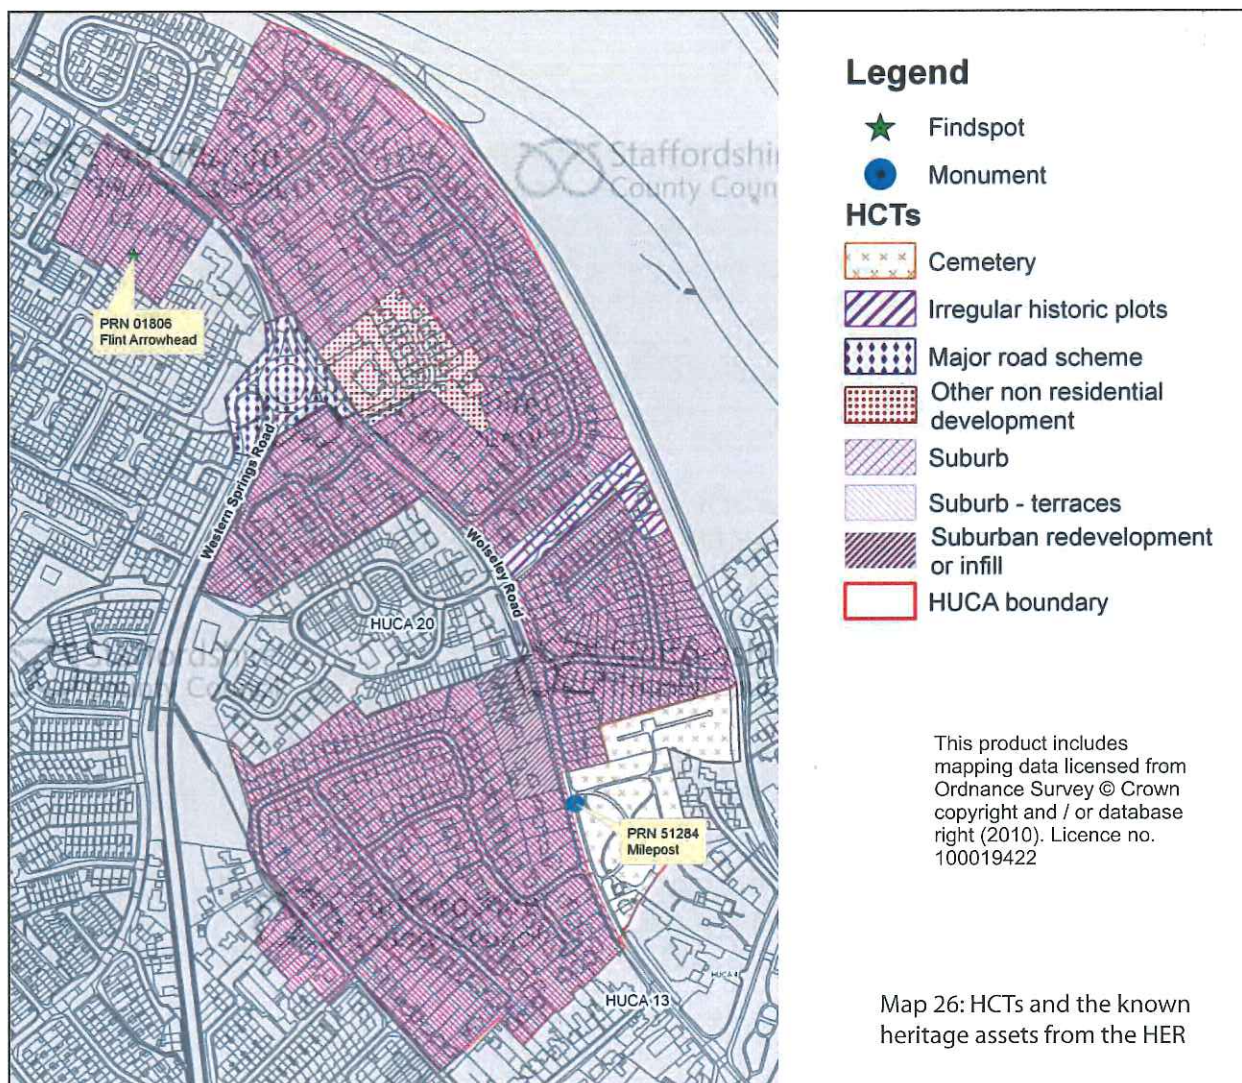 Staffordshi
County Coun
PRN 01806
Flint Arrowhead
Western Springs Road
Wolseley Road
HUCA 20
PRN 51284
Milepost
HUCA 13
Legend
Findspot
Monument
HCTs
Cemetery
Irregular historic plots
Major road scheme
Other non residential
development
Suburb
Suburb - terraces
Suburban redevelopment
or infill
HUCA boundary
This product includes
mapping data licensed from
Ordnance Survey © Crown
copyright and / or database
right (2010). Licence no.
100019422
Map 26: HCTs and the known
heritage assets from the HER